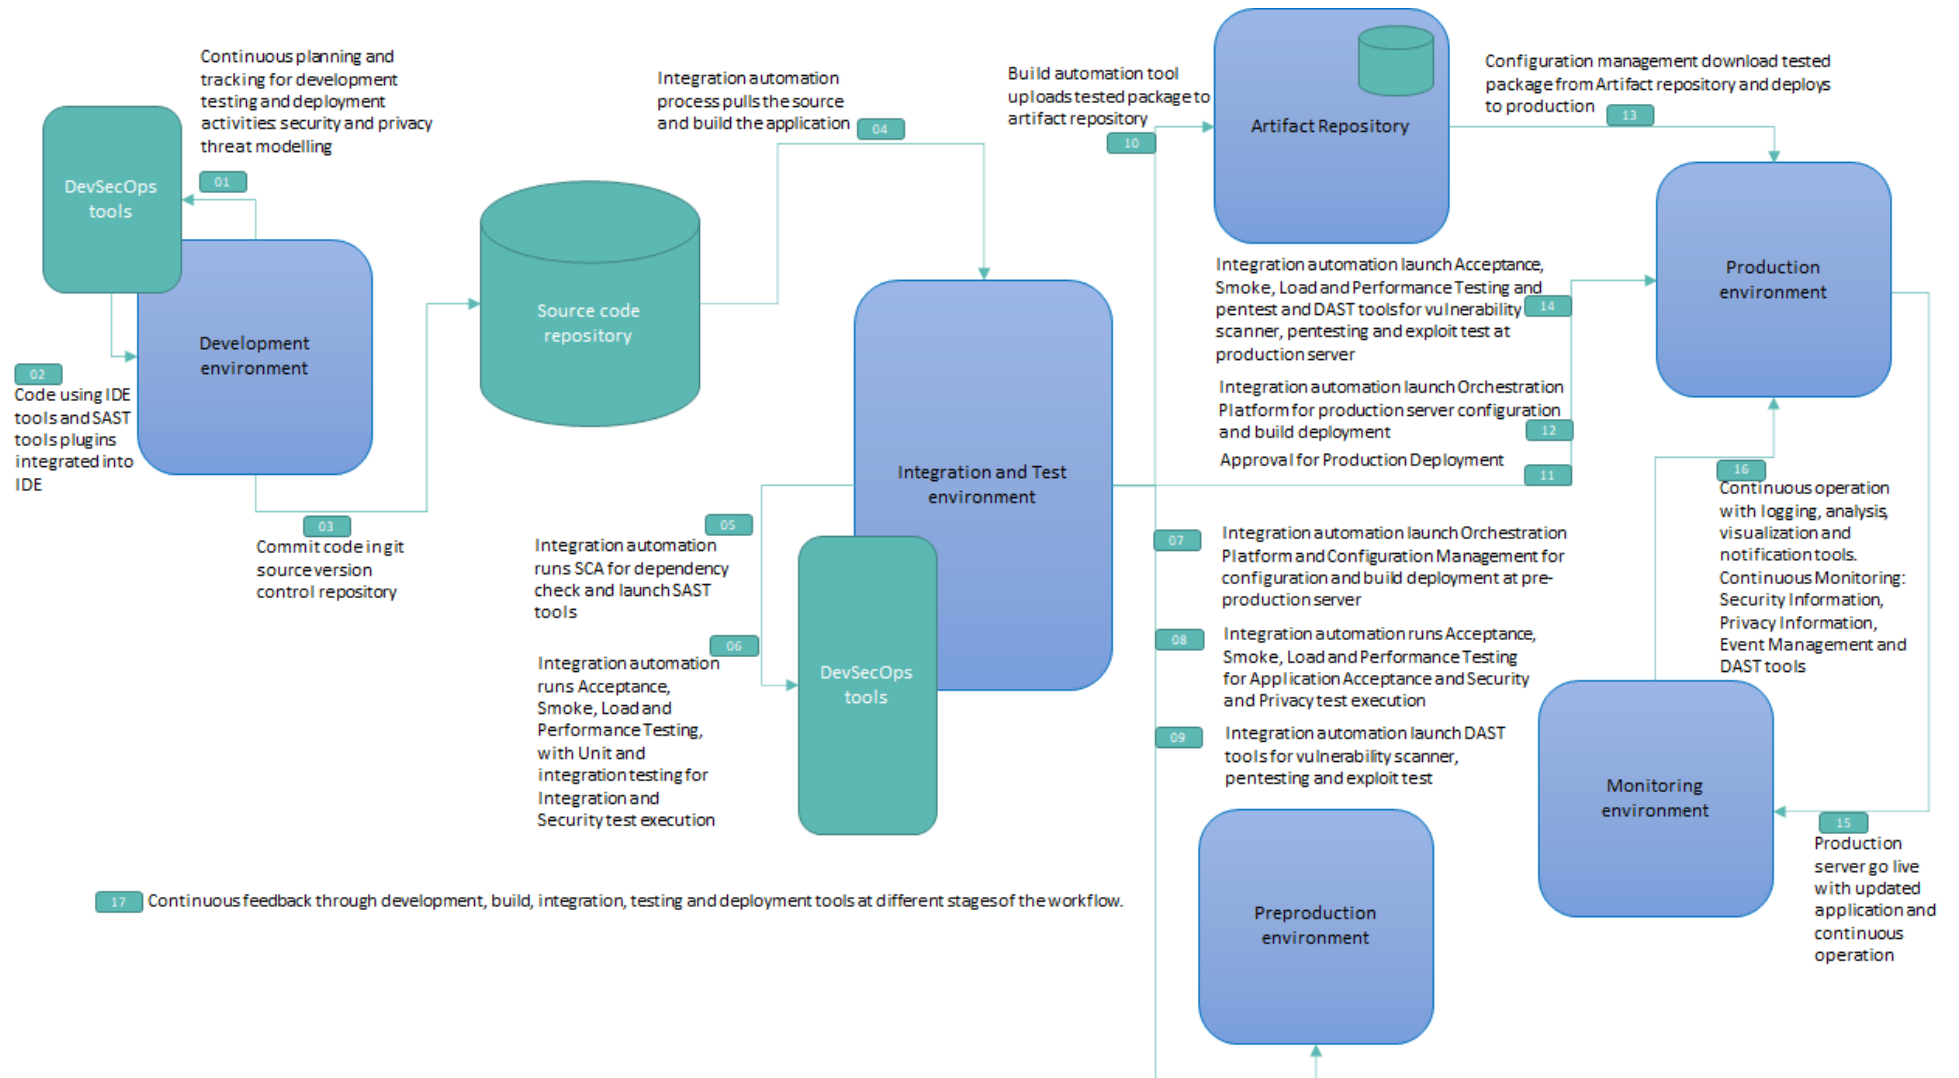 Continuous planning and
tracking for development
testing and deployment
activities: security and privacy
threat modelling
01
DevSecOps
tools
Development
environment
02
Code using IDE
tools and SAST
tools plugins
integrated into
IDE
03
Commit code in git
source version
control repository
Source code
repository
Integration automation
process pulls the source
and build the application
04
Integration and Test
environment
05
Integration automation
runs SCA for dependency
check and launch SAST
tools
06
Integration automation
runs Acceptance,
Smoke, Load and
Performance Testing,
with Unit and
integration testing for
Integration and
Security test execution
DevSecOps
tools
07
Integration automation launch Orchestration
Platform and Configuration Management for
configuration and build deployment at pre-
production server
08
Integration automation runs Acceptance,
Smoke, Load and Performance Testing
for Application Acceptance and Security
and Privacy test execution
09
Integration automation launch DAST
tools for vulnerability scanner,
pentesting and exploit test
Preproduction
environment
Build automation tool
uploads tested package to
artifact repository
10
Artifact Repository
Approval for Production Deployment
11
Integration automation launch Orchestration
Platform for production server configuration
and build deployment
12
Configuration management download tested
package from Artifact repository and deploys
to production
13
Integration automation launch Acceptance,
Smoke, Load and Performance Testing and
pentest and DAST tools for vulnerability
scanner, pentesting and exploit test at
production server
14
Production
environment
15
Production
server go live
with updated
application and
continuous
operation
16
Continuous operation
with logging, analysis,
visualization and
notification tools.
Continuous Monitoring:
Security Information,
Privacy Information,
Event Management and
DAST tools
Monitoring
environment
17
Continuous feedback through development, build, integration, testing and deployment tools at different stages of the workflow.